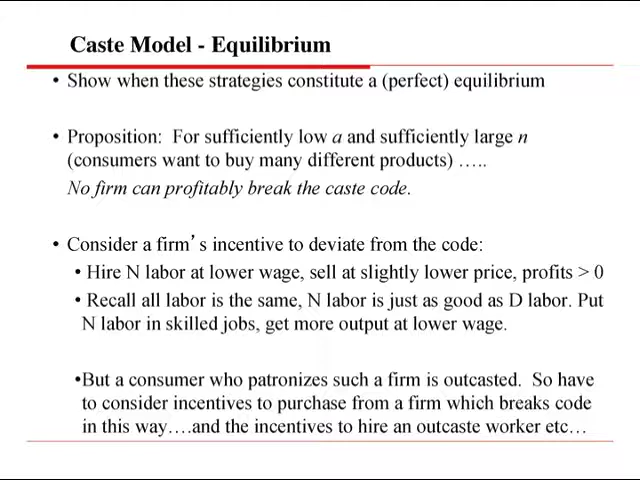 Caste Model - Equilibrium
• Show when these strategies constitute a (perfect) equilibrium
• Proposition: For sufficiently low a and sufficiently large n
(consumers want to buy many different products) …..
No firm can profitably break the caste code.
• Consider a firm's incentive to deviate from the code:
• Hire N labor at lower wage, sell at slightly lower price, profits > 0
• Recall all labor is the same, N labor is just as good as D labor. Put
N labor in skilled jobs, get more output at lower wage.
•But a consumer who patronizes such a firm is outcasted. So have
to consider incentives to purchase from a firm which breaks code
in this way….and the incentives to hire an outcaste worker etc…